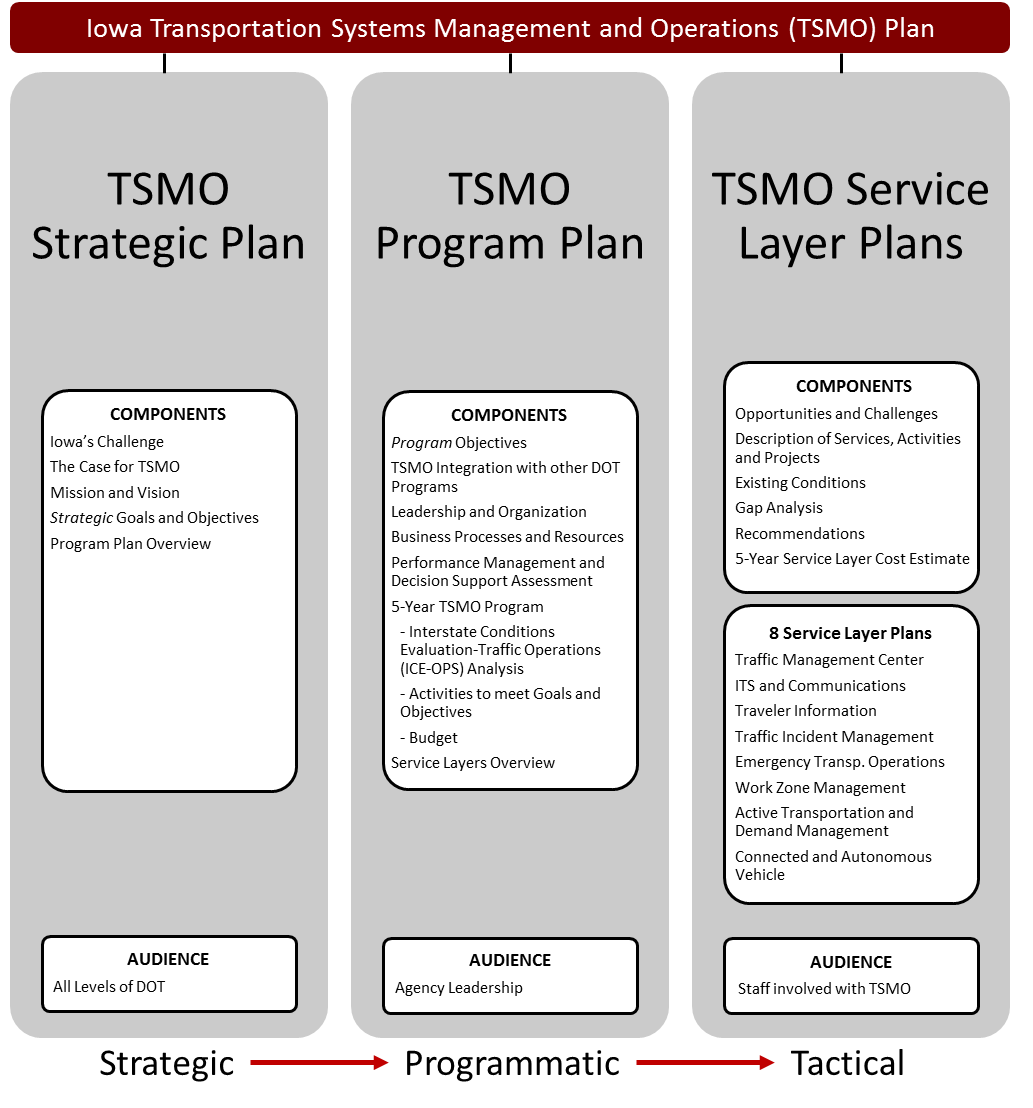 Iowa Transportation Systems Management and Operations (TSMO) Plan
TSMO
Strategic Plan
COMPONENTS
Iowa's Challenge
The Case for TSMO
Mission and Vision
Strategic Goals and Objectives
Program Plan Overview
AUDIENCE
All Levels of DOT
TSMO
Program Plan
COMPONENTS
Program Objectives
TSMO Integration with other DOT
Programs
Leadership and Organization
Business Processes and Resources
Performance Management and
Decision Support Assessment
5-Year TSMO Program
- Interstate Conditions
Evaluation-Traffic Operations
(ICE-OPS) Analysis
- Activities to meet Goals and
Objectives
- Budget
Service Layers Overview
AUDIENCE
Agency Leadership
TSMO Service
Layer Plans
COMPONENTS
Opportunities and Challenges
Description of Services, Activities
and Projects
Existing Conditions
Gap Analysis
Recommendations
5-Year Service Layer Cost Estimate
8 Service Layer Plans
Traffic Management Center
ITS and Communications
Traveler Information
Traffic Incident Management
Emergency Transp. Operations
Work Zone Management
Active Transportation and
Demand Management
Connected and Autonomous
Vehicle
AUDIENCE
Staff involved with TSMO
Strategic
Programmatic
Tactical